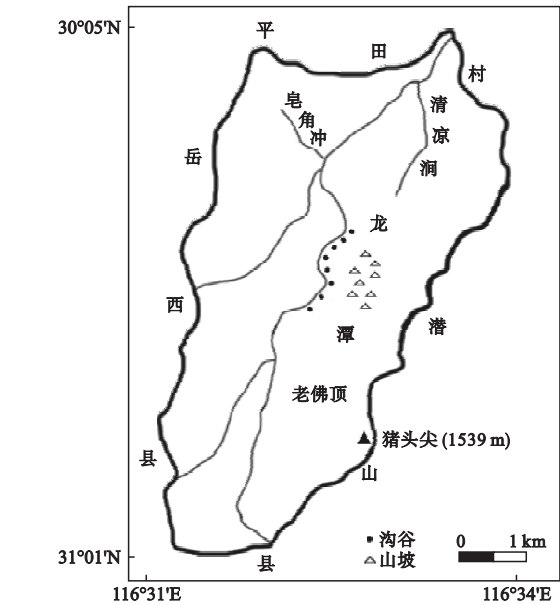 30°05′N
平田村
皂角冲
清凉涧
岳西县
龙潭
潜山县
老佛顶
猪头尖 (1539 m)
沟谷
山坡
0 1 km
31°01′N
116°31′E
116°34′E